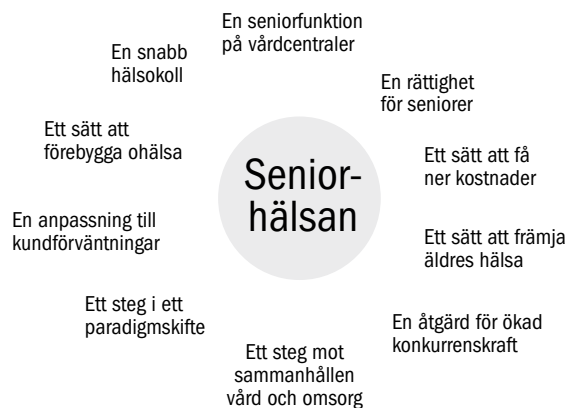 En seniorfunktion
på vårdcentraler
En snabb
hälsokoll
En rättighet
för seniorer
Ett sätt att
förebygga ohälsa
Ett sätt att få
ner kostnader
Senior-
hälsan
En anpassning till
kundförväntningar
Ett sätt att främja
äldres hälsa
Ett steg i ett
paradigmskifte
En åtgärd för ökad
konkurrenskraft
Ett steg mot
sammanhållen
vård och omsorg